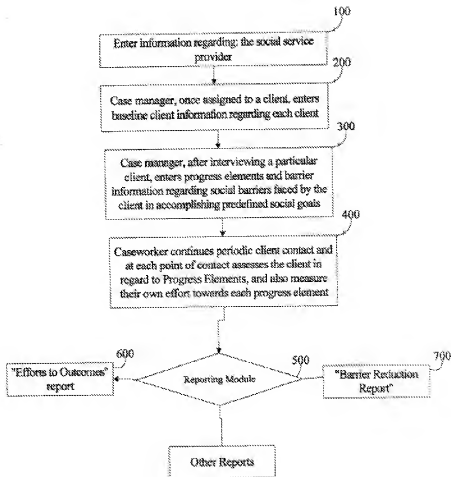 100
Enter information regarding: the social service
provider
200
Case manager, once assigned to a client, enters
baseline client information regarding each client
300
Case manager, after interviewing a particular
client, enters progress elements and barrier
information regarding social barriers faced by the
client in accomplishing predefined social goals
400
Caseworker continues periodic client contact and
at each point of contact assesses the client in
regard to Progress Elements, and also measure
their own effort towards each progress element
600
"Efforts to Outcomes"
report
500
Reporting Module
700
"Barrier Reduction
Report"
Other Reports